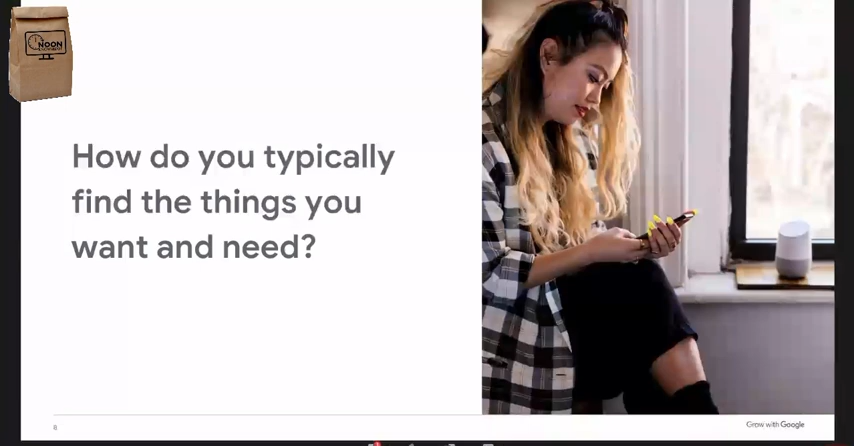 NOON
How do you typically
find the things you
want and need?
8
Grow with Google